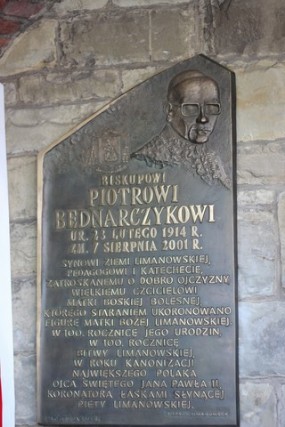 BISKUPOWI
PIOTROWI
BEDNARCZYKOWI
UR. 23 LUTEGO 1914 R.
ZM. 7 SIERPNIA 2001 R.
SYNOWI ZIEMI LIMANOWSKIEJ,
PEDAGOGOWI I KATECHECIE,
ZATROSKANEMU O DOBRO OJCZYZNY,
WIELKIEMU CZCICIELOWI
MATKI BOSKIEJ BOLESNEJ,
KTÓREGO STARANIEM UKORONOWANO
FIGURĘ MATKI BOŻEJ LIMANOWSKIEJ
W 100. ROCZNICĘ JEGO URODZIN
W 100. ROCZNICĘ
BITWY LIMANOWSKIEJ,
W ROKU KANONIZACJI
NAJWIĘKSZEGO POLAKA
OJCA ŚWIĘTEGO JANA PAWŁA II,
KORONATORA ŁASKAMI SŁYNĄCEJ
PIETY LIMANOWSKIEJ,